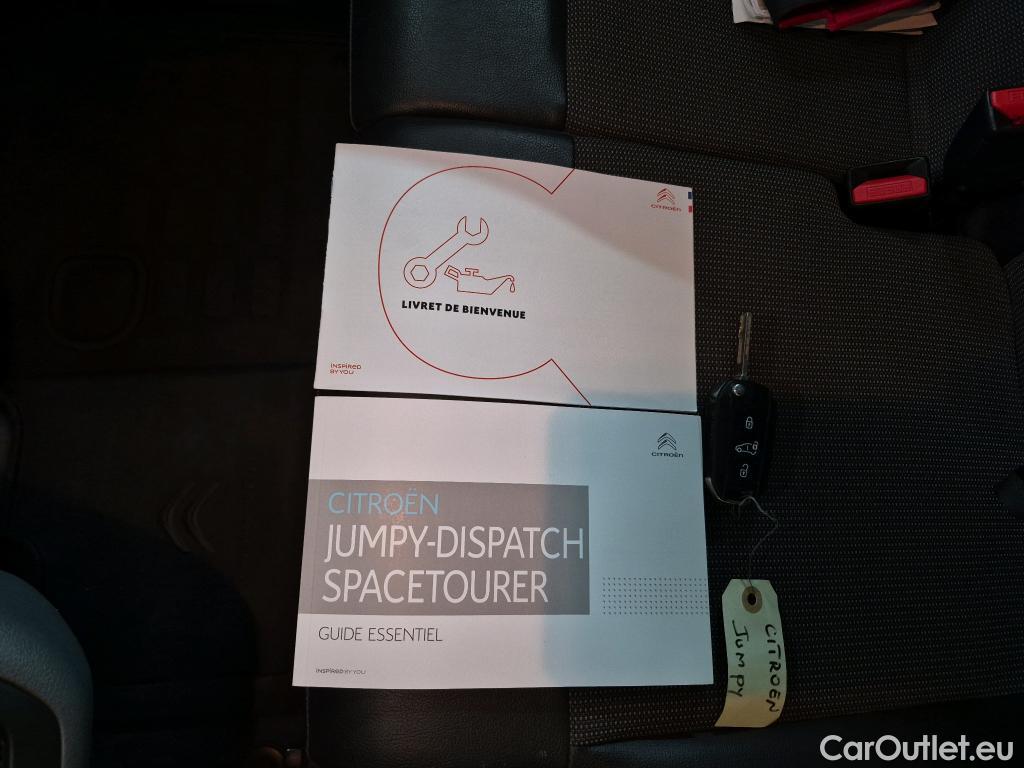 CITROËN
LIVRET DE BIENVENUE
INSPIRED
BY YOU
CITROËN
CITROËN
JUMPY-DISPATCH
SPACETOURER
GUIDE ESSENTIEL
INSPIRED BY YOU
CITROËN
JUMPY
CarOutlet.eu